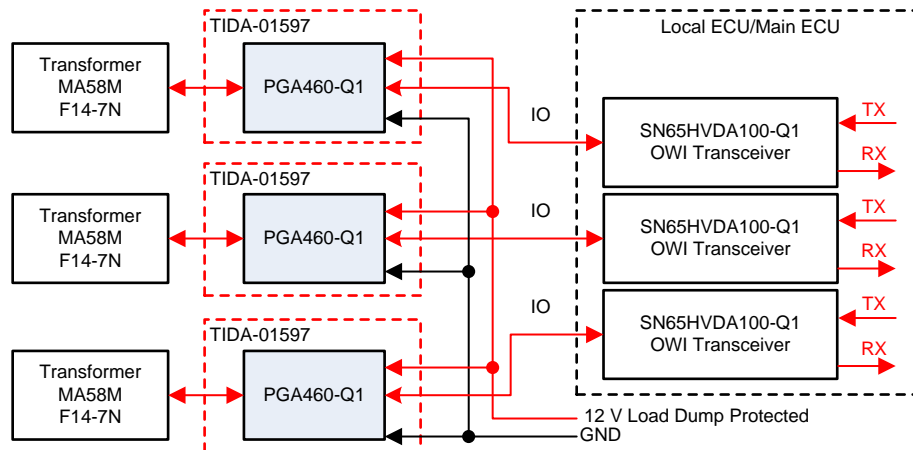 TIDA-01597
Local ECU/Main ECU
Transformer
MA58M
F14-7N
PGA460-Q1
IO
SN65HVDA100-Q1
OWI Transceiver
TX
RX
TIDA-01597
Transformer
MA58M
F14-7N
PGA460-Q1
IO
SN65HVDA100-Q1
OWI Transceiver
TX
RX
TIDA-01597
Transformer
MA58M
F14-7N
PGA460-Q1
IO
SN65HVDA100-Q1
OWI Transceiver
TX
RX
12 V Load Dump Protected
GND